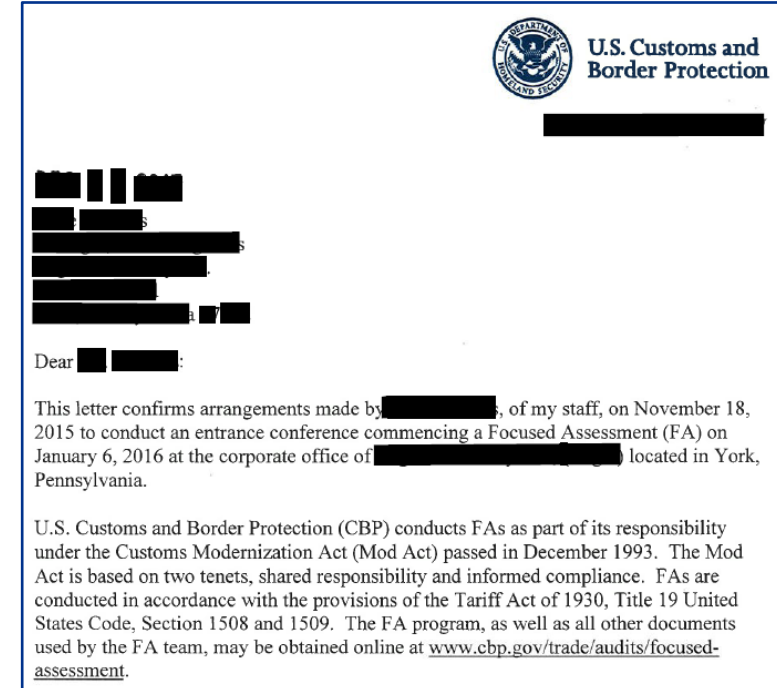 U.S. DEPARTMENT OF
HOMELAND SECURITY
U.S. Customs and
Border Protection
Dear :
This letter confirms arrangements made by , of my staff, on November 18,
2015 to conduct an entrance conference commencing a Focused Assessment (FA) on
January 6, 2016 at the corporate office of ) located in York,
Pennsylvania.
U.S. Customs and Border Protection (CBP) conducts FAs as part of its responsibility
under the Customs Modernization Act (Mod Act) passed in December 1993. The Mod
Act is based on two tenets, shared responsibility and informed compliance. FAs are
conducted in accordance with the provisions of the Tariff Act of 1930, Title 19 United
States Code, Section 1508 and 1509. The FA program, as well as all other documents
used by the FA team, may be obtained online at www.cbp.gov/trade/audits/focused-
assessment.